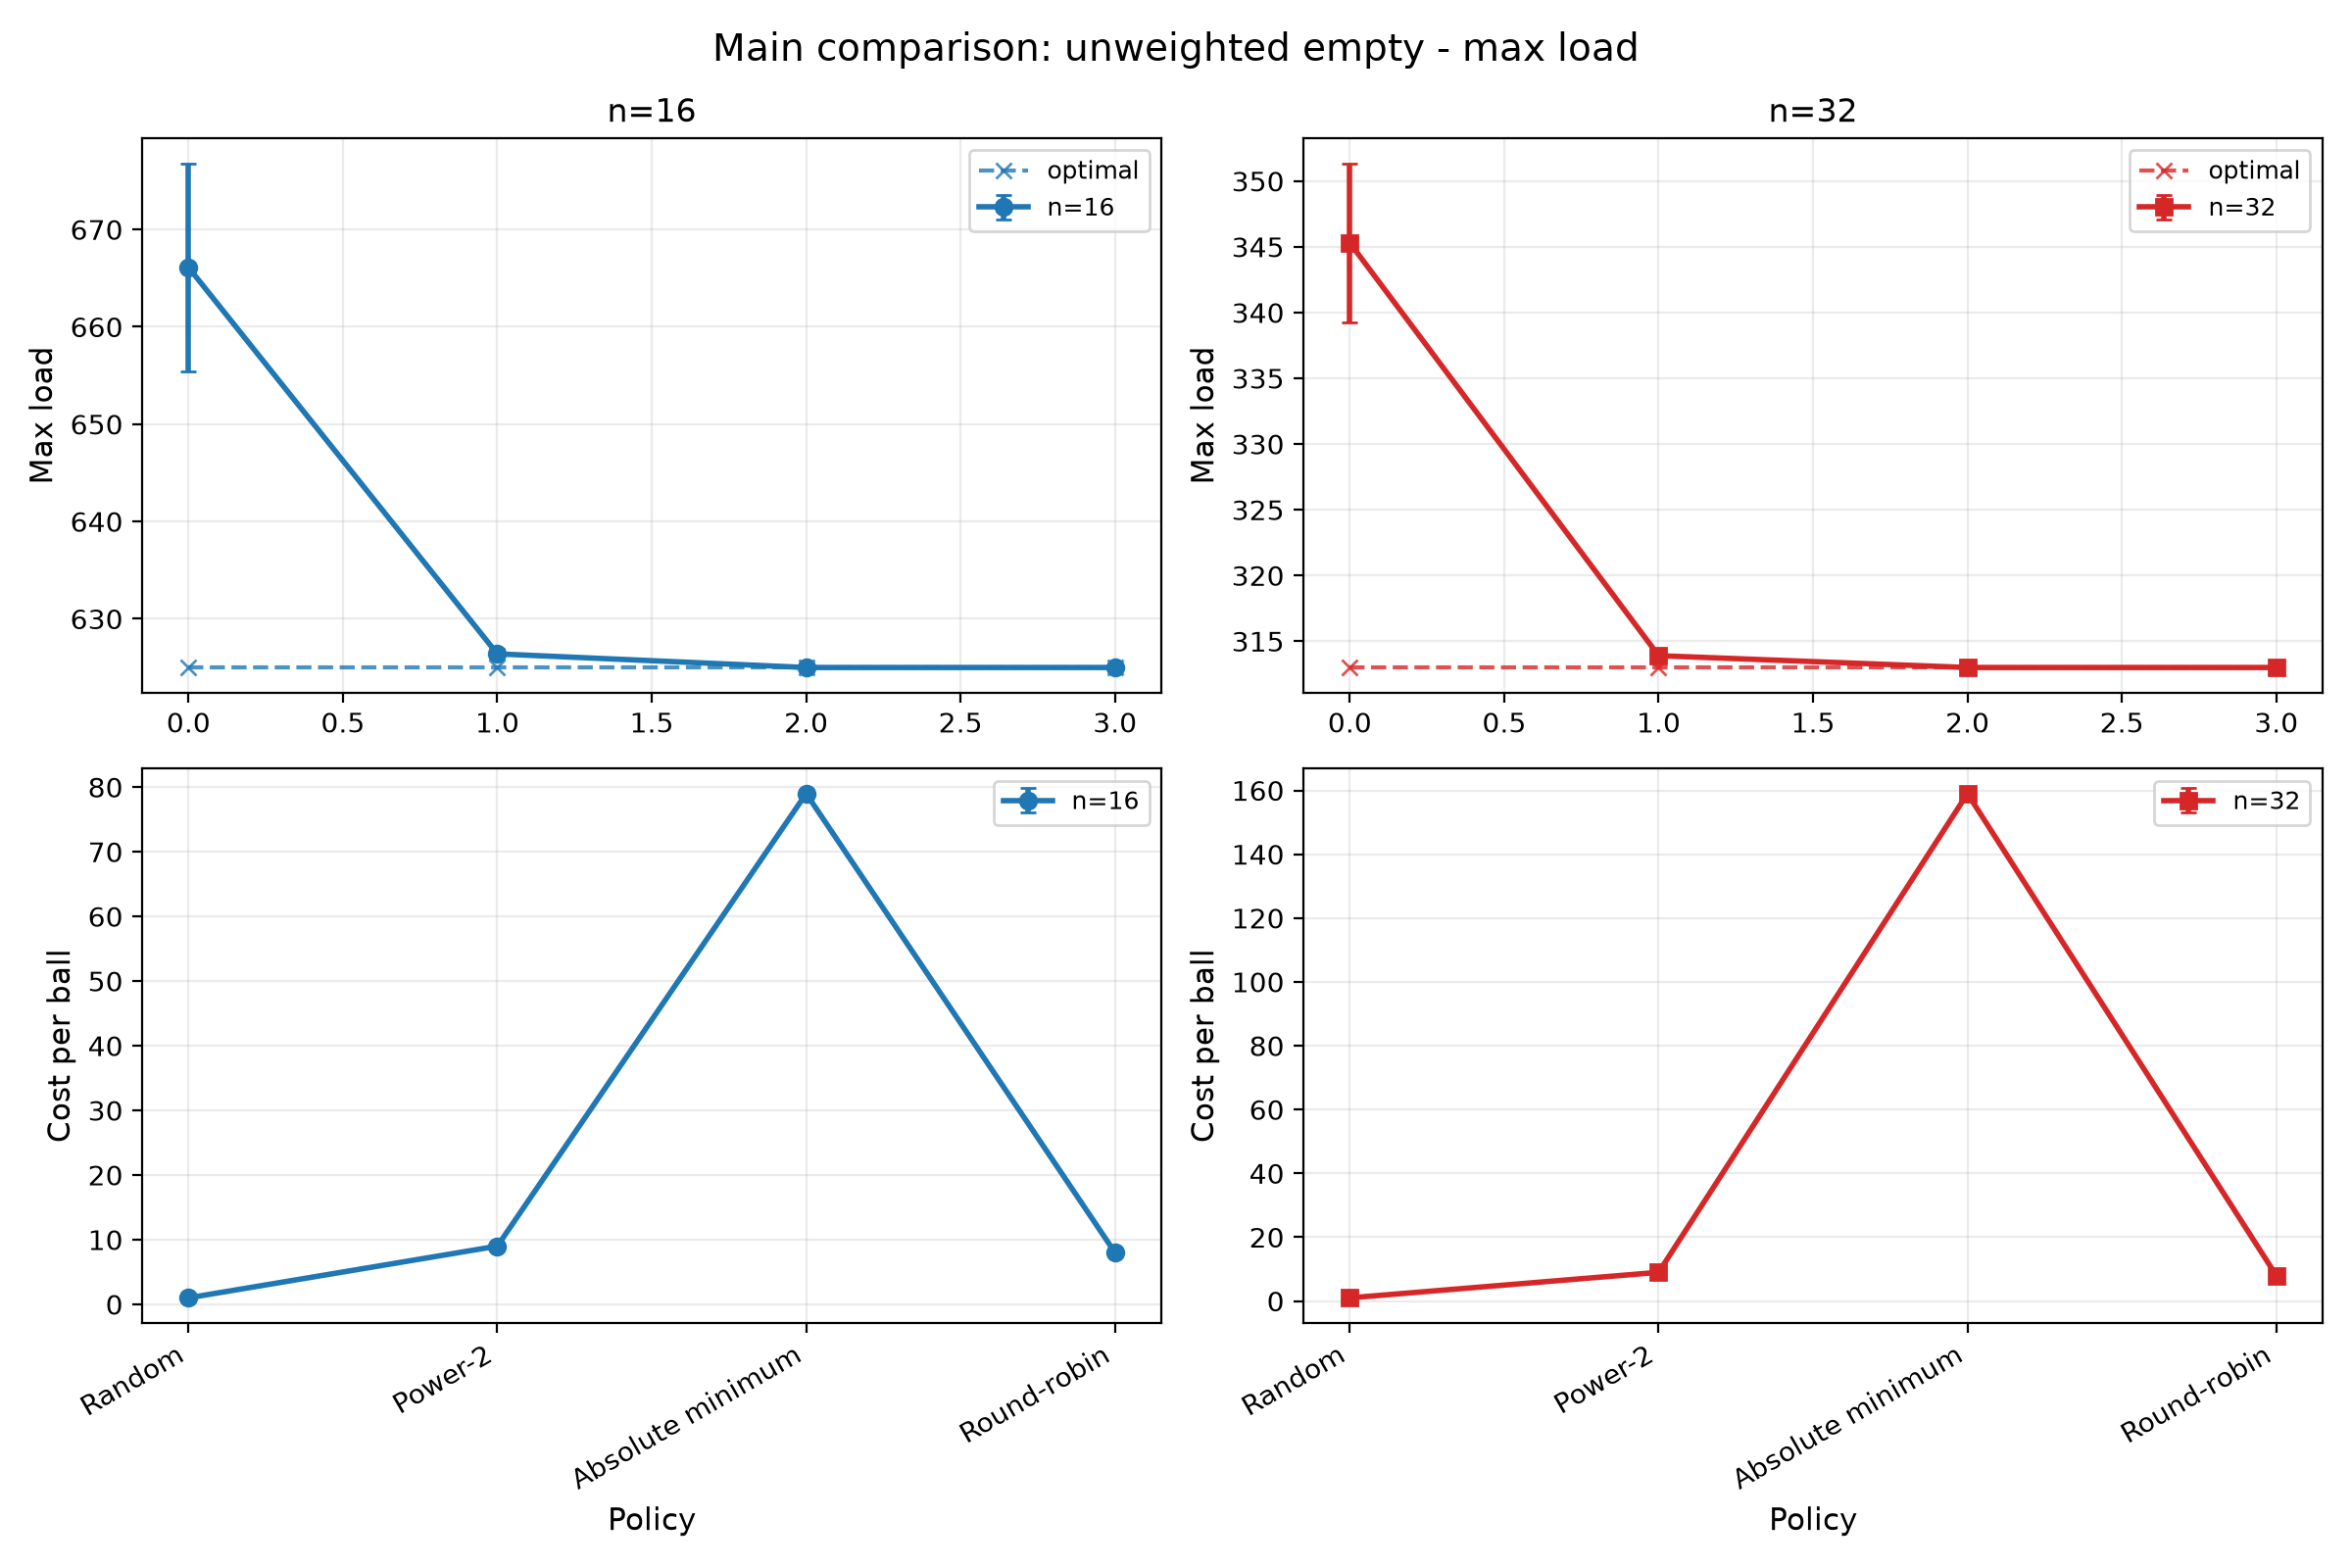 Main comparison: unweighted empty - max load
n=16
Max load
670
660
650
640
630
0.0 0.5 1.0 1.5 2.0 2.5 3.0
optimal
n=16
n=32
Max load
350
345
340
335
330
325
320
315
0.0 0.5 1.0 1.5 2.0 2.5 3.0
optimal
n=32
Cost per ball
80
70
60
50
40
30
20
10
0
n=16
Random
Power-2
Absolute minimum
Round-robin
Policy
Cost per ball
160
140
120
100
80
60
40
20
0
n=32
Random
Power-2
Absolute minimum
Round-robin
Policy